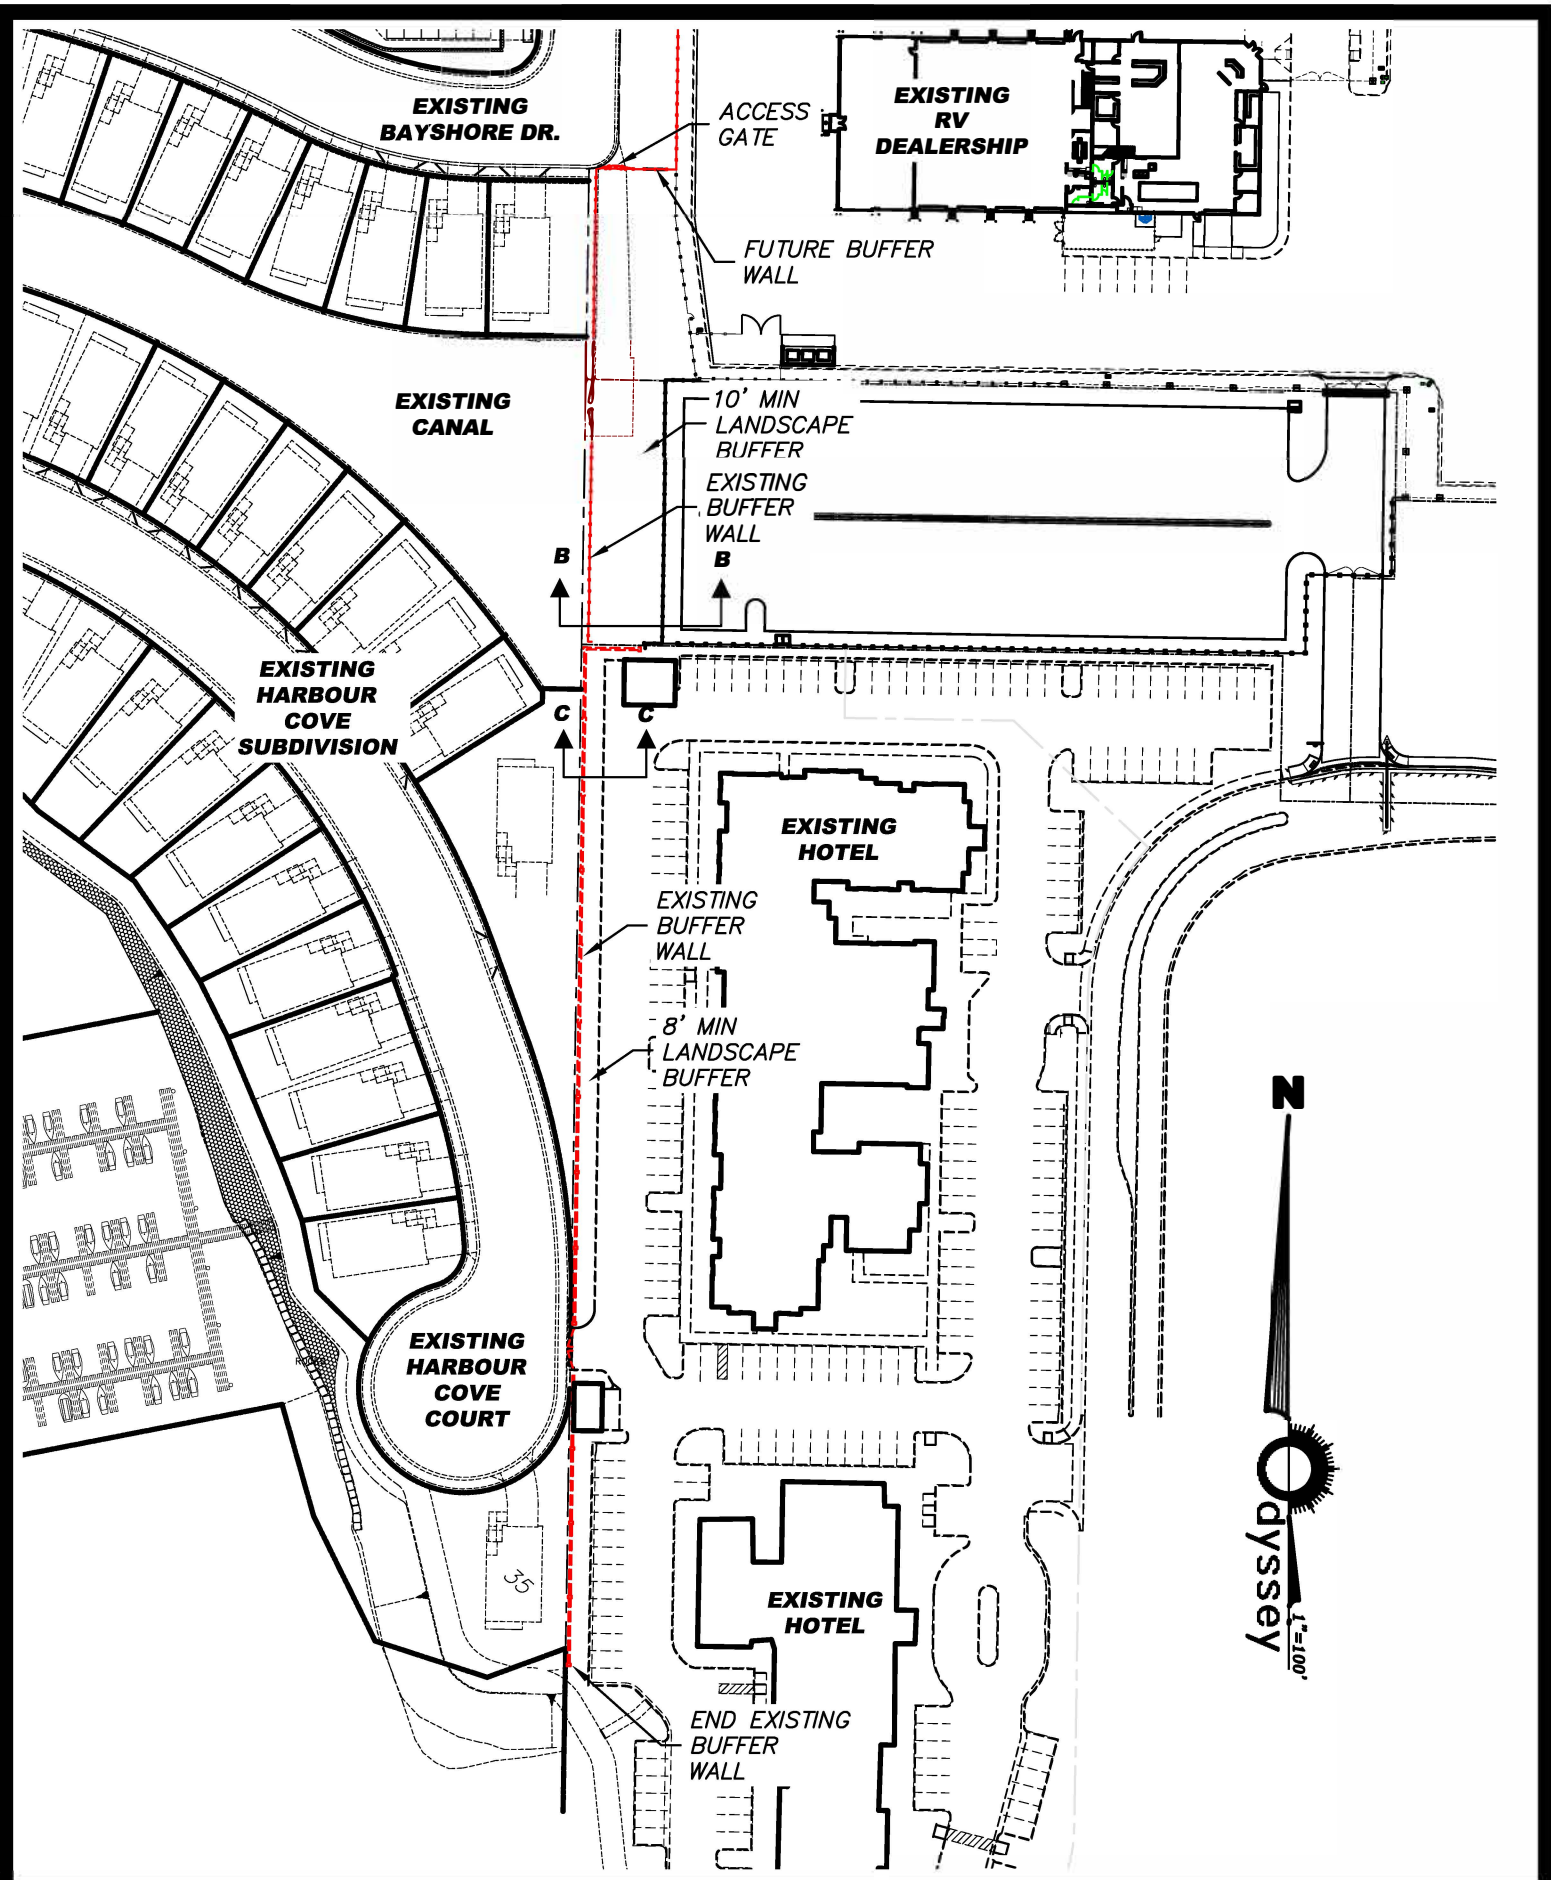 EXISTING
BAYSHORE DR.
ACCESS
GATE
EXISTING
RV
DEALERSHIP
FUTURE BUFFER
WALL
EXISTING
CANAL
10' MIN
LANDSCAPE
BUFFER
EXISTING
BUFFER
WALL
B
B
EXISTING
HARBOUR
COVE
SUBDIVISION
C
C
EXISTING
HOTEL
EXISTING
BUFFER
WALL
8' MIN
LANDSCAPE
BUFFER
N
EXISTING
HARBOUR
COVE
COURT
dyssey
1"=100'
35
EXISTING
HOTEL
END EXISTING
BUFFER
WALL